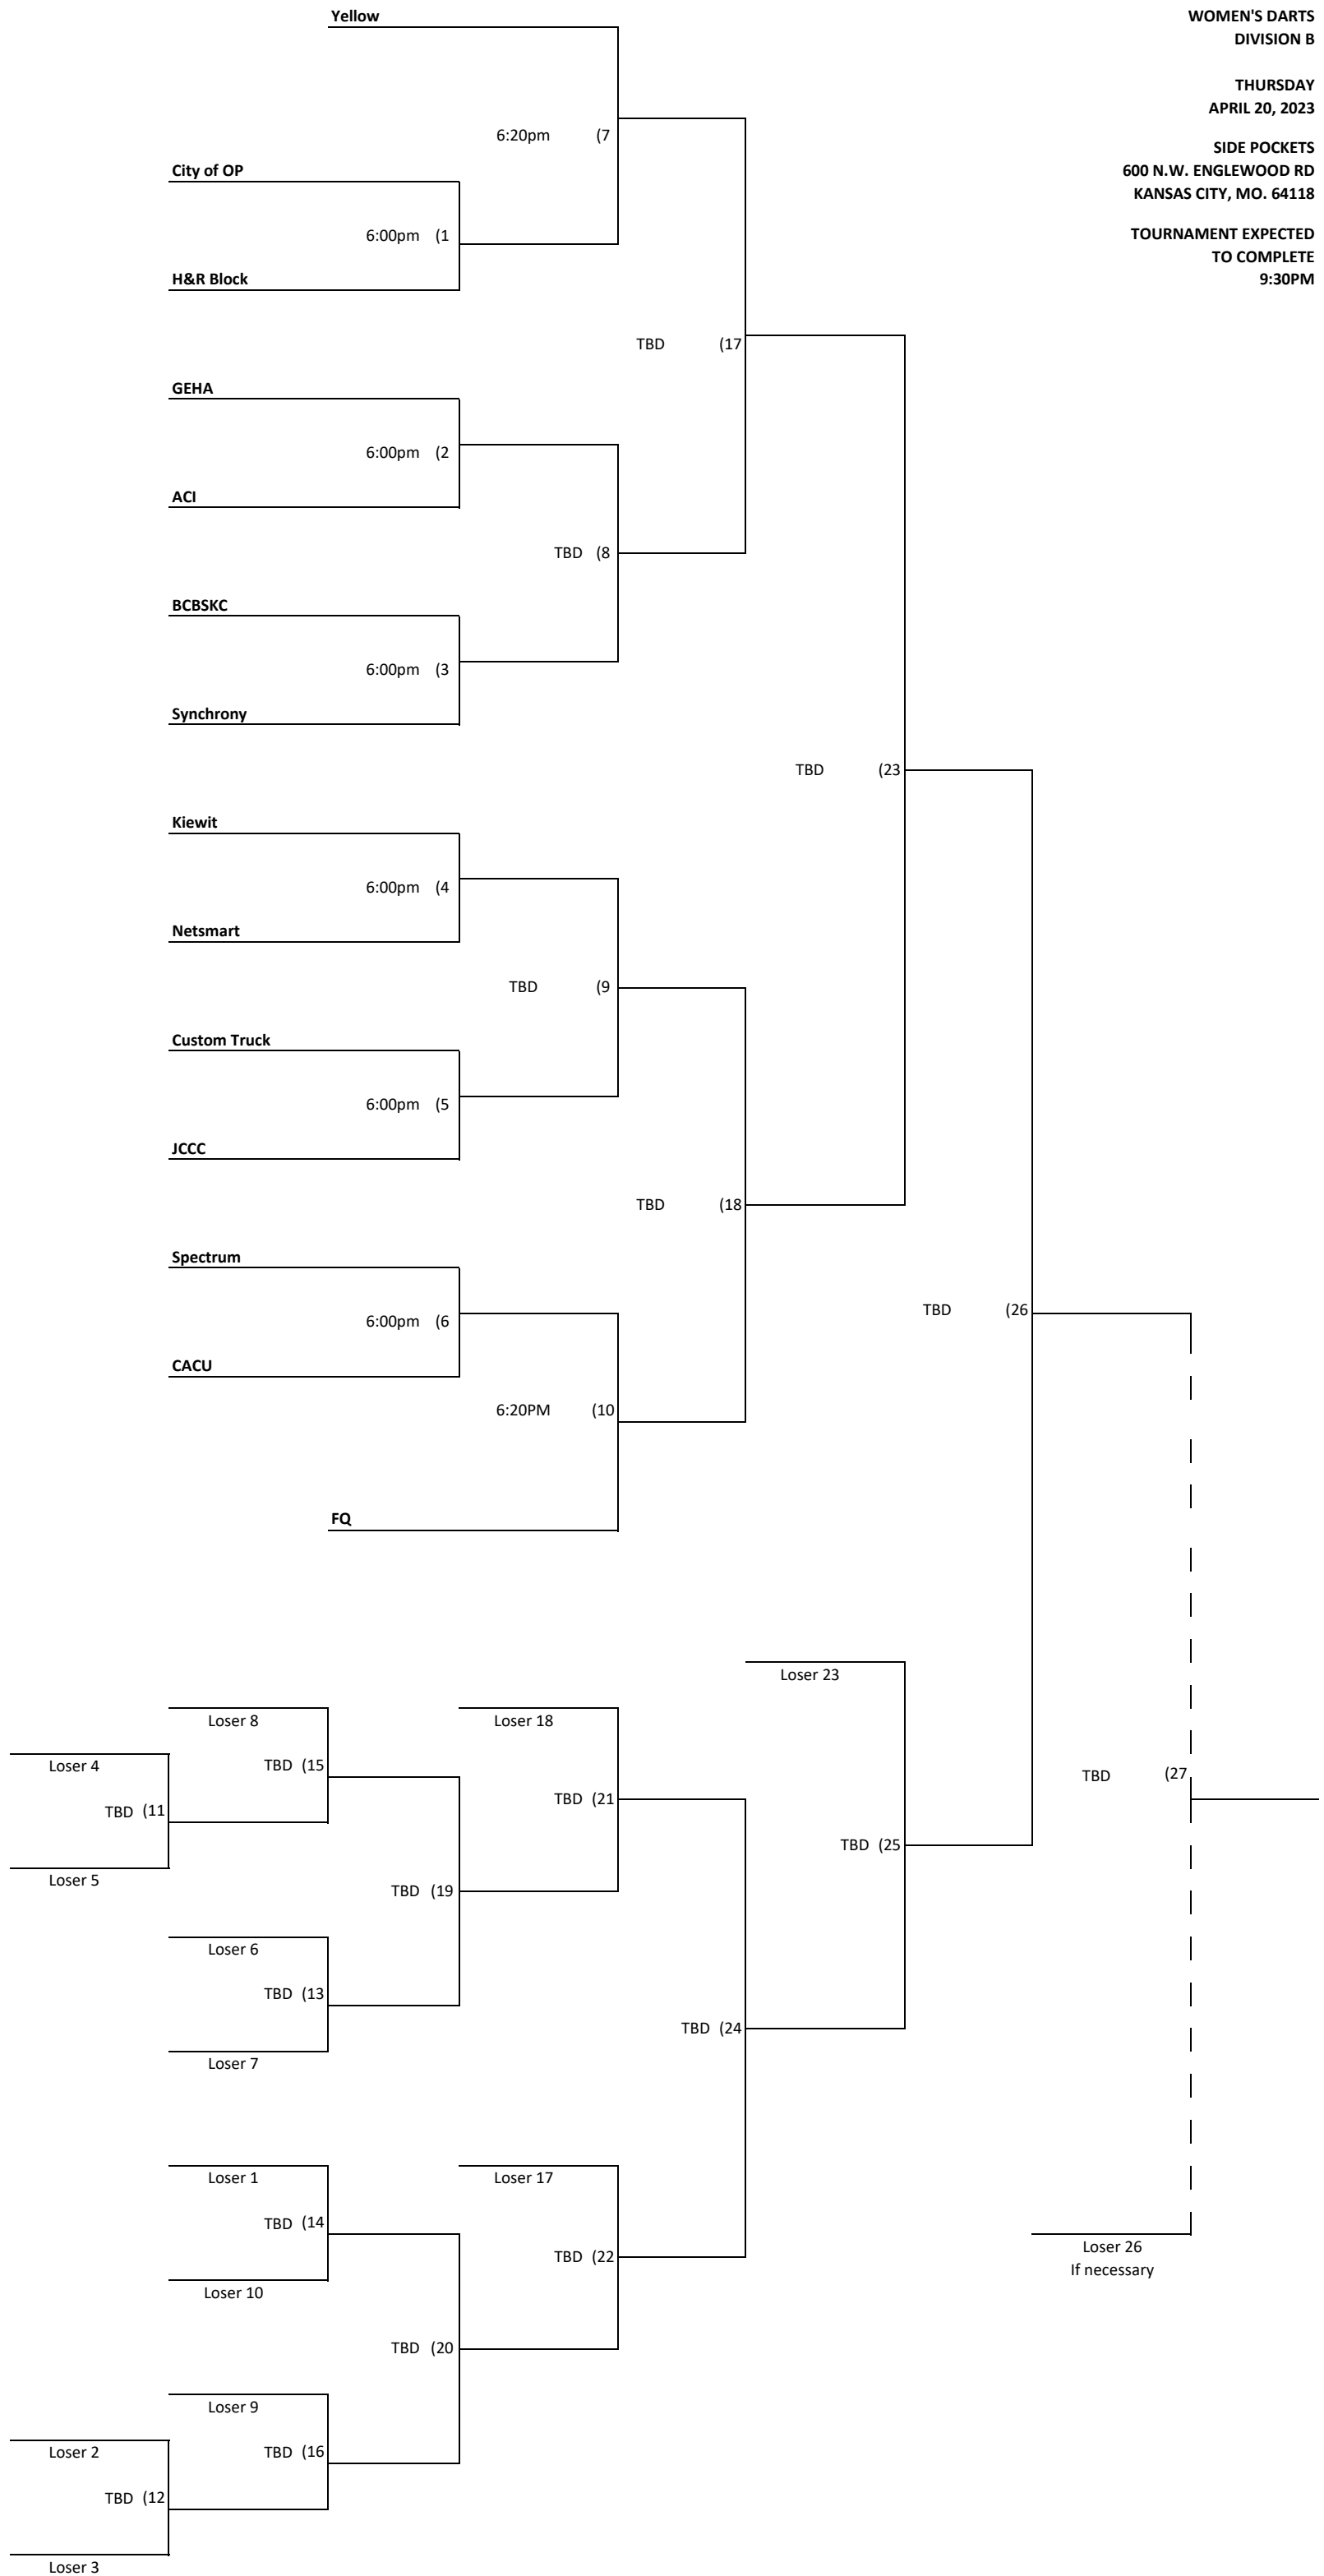 Yellow
WOMEN'S DARTS
DIVISION B
THURSDAY
APRIL 20, 2023
6:20pm (7
SIDE POCKETS
600 N.W. ENGLEWOOD RD
KANSAS CITY, MO. 64118
City of OP
6:00pm (1
TOURNAMENT EXPECTED
TO COMPLETE
9:30PM
H&R Block
TBD (17
GEHA
6:00pm (2
ACI
TBD (8
BCBSKC
6:00pm (3
Synchrony
TBD (23
Kiewit
6:00pm (4
Netsmart
TBD (9
Custom Truck
6:00pm (5
JCCC
TBD (18
Spectrum
TBD (26
6:00pm (6
CACU
6:20PM (10
FQ
Loser 23
Loser 8
Loser 18
Loser 4
TBD (15
TBD (27
TBD (21
TBD (11
TBD (25
Loser 5
TBD (19
Loser 6
TBD (13
TBD (24
Loser 7
Loser 1
Loser 17
TBD (14
Loser 26
TBD (22
If necessary
Loser 10
TBD (20
Loser 9
Loser 2
TBD (16
TBD (12
Loser 3